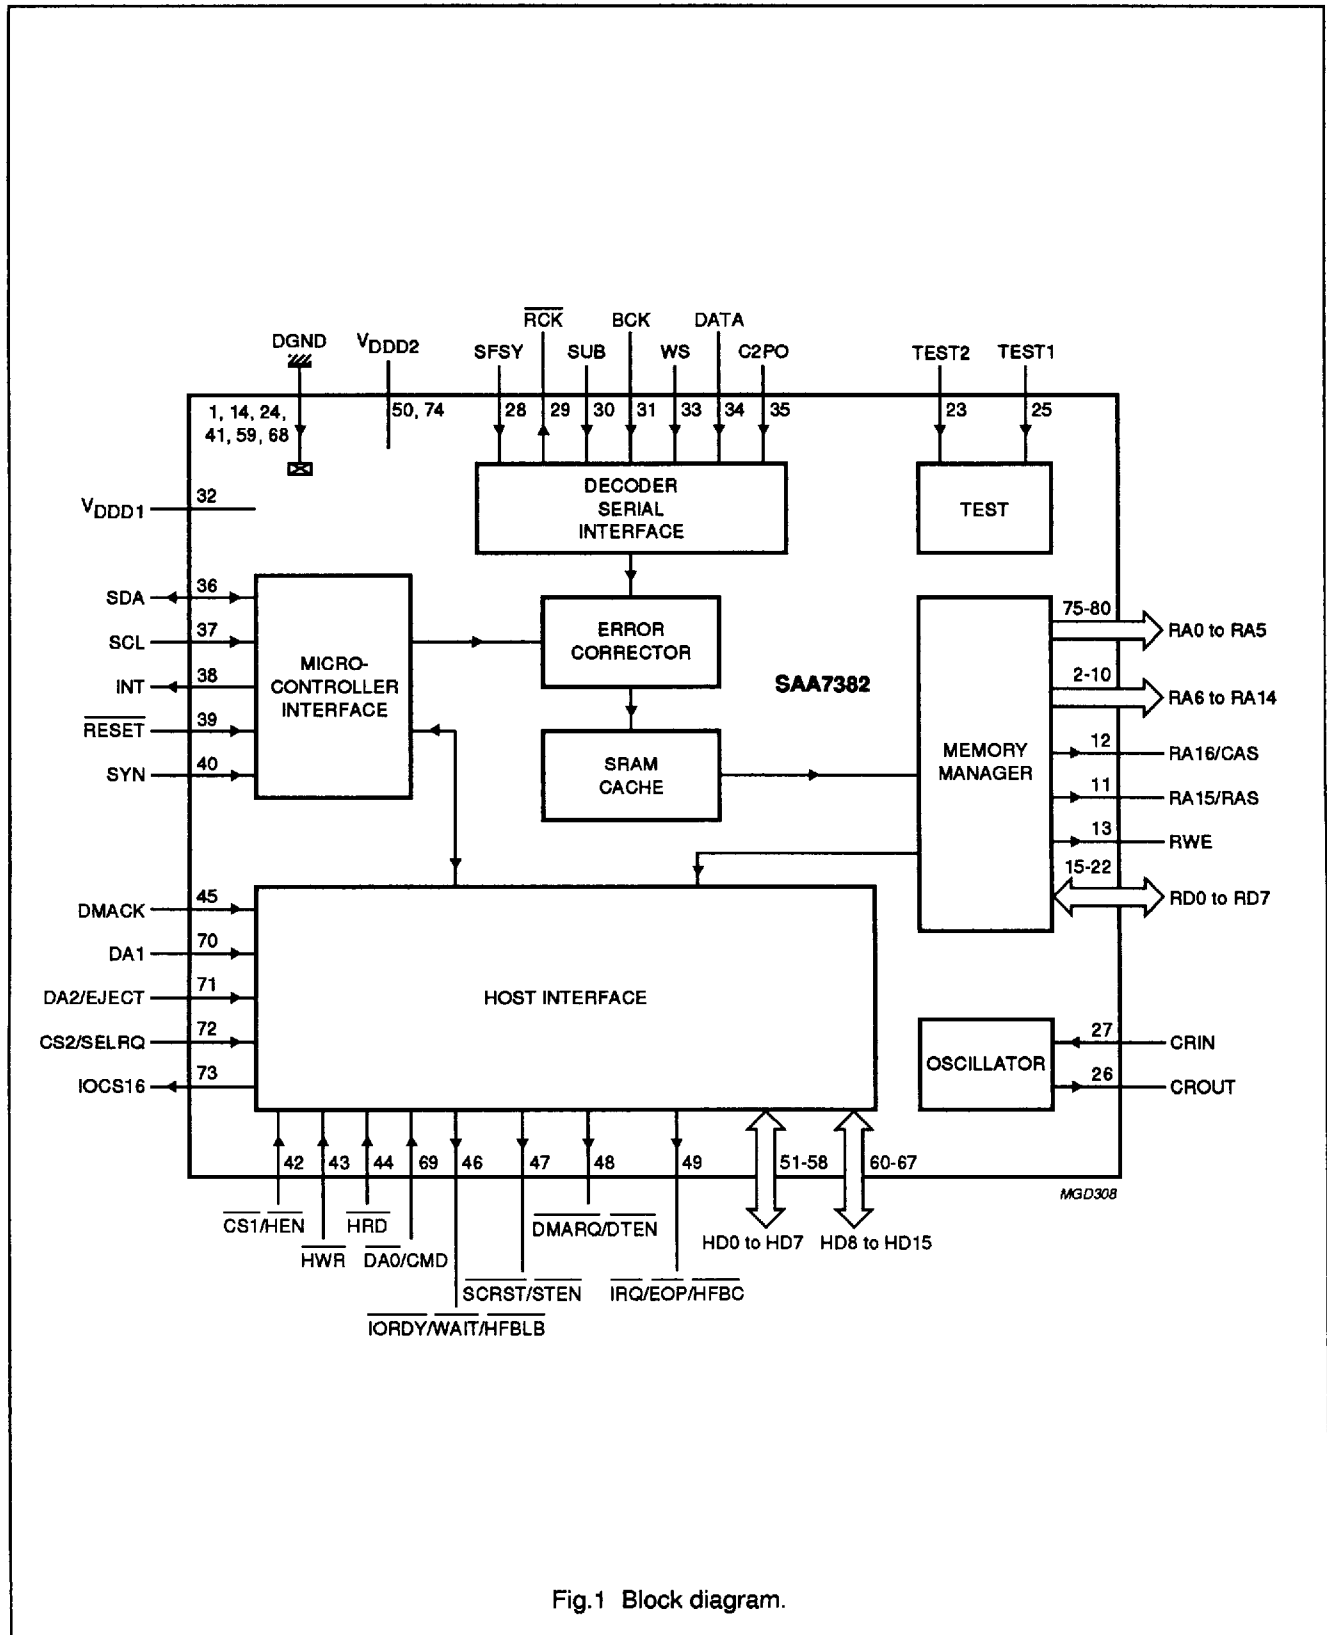 RCK BCK DATA
DGND VDDD2 SFSY SUB WS C2PO TEST2 TEST1
1, 14, 24, 50, 74 28 29 30 31 33 34 35 23 25
41, 59, 68
DECODER
SERIAL
INTERFACE
TEST
VDDD1 32
SDA 36
SCL 37
INT 38
RESET 39
SYN 40
MICRO-
CONTROLLER
INTERFACE
ERROR
CORRECTOR
SAA7382
SRAM
CACHE
MEMORY
MANAGER
75-80 RA0 to RA5
2-10 RA6 to RA14
12 RA16/CAS
11 RA15/RAS
13 RWE
15-22 RD0 to RD7
DMACK 45
DA1 70
DA2/EJECT 71
CS2/SELRQ 72
IOCS16 73
HOST INTERFACE
OSCILLATOR
27 CRIN
26 CROUT
42 43 44 69 46 47 48 49 51-58 60-67
MGD308
CS1/HEN HRD DMARQ/DTEN HD0 to HD7 HD8 to HD15
HWR DA0/CMD
SCRST/STEN IRQ/EOP/HFBC
IORDY/WAIT/HFBLB
Fig.1 Block diagram.